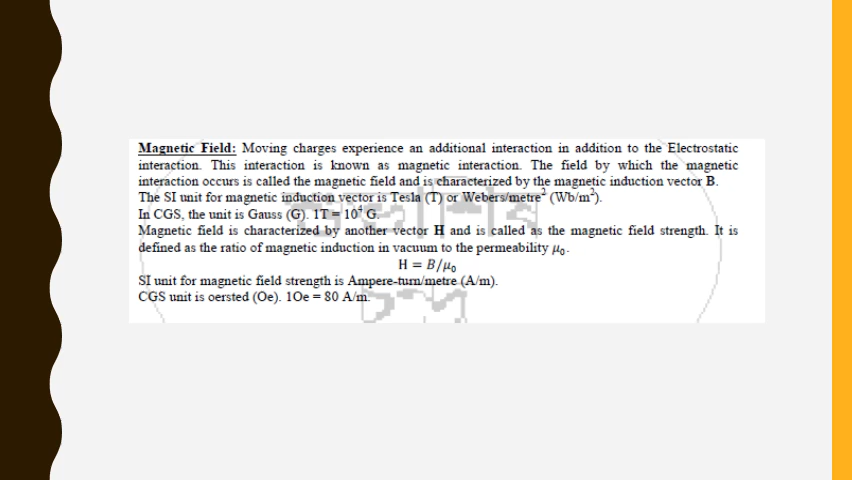 Magnetic Field: Moving charges experience an additional interaction in addition to the Electrostatic
interaction. This interaction is known as magnetic interaction. The field by which the magnetic
interaction occurs is called the magnetic field and is characterized by the magnetic induction vector B.
The SI unit for magnetic induction vector is Tesla (T) or Webers/metre² (Wb/m²).
In CGS, the unit is Gauss (G). 1T = 10⁴ G.
Magnetic field is characterized by another vector H and is called as the magnetic field strength. It is
defined as the ratio of magnetic induction in vacuum to the permeability μ₀.
H = B/μ₀
SI unit for magnetic field strength is Ampere-turn/metre (A/m).
CGS unit is oersted (Oe). 1Oe = 80 A/m.